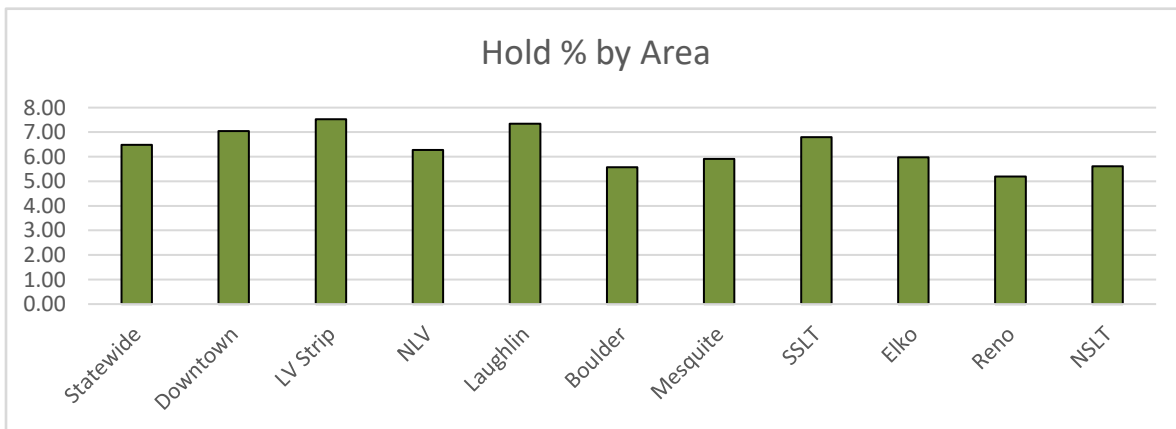 Hold % by Area
8.00
7.00
6.00
5.00
4.00
3.00
2.00
1.00
0.00
Statewide
Downtown
LV Strip
NLV
Laughlin
Boulder
Mesquite
SSLT
Elko
Reno
NSLT